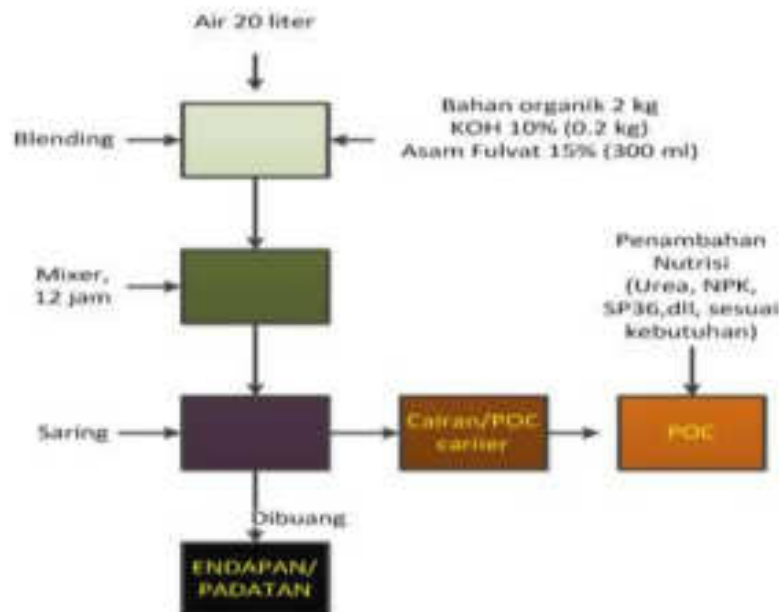 Air 20 liter
Blending
Bahan organik 2 kg
KOH 10% (0.2 kg)
Asam Fulvat 15% (300 ml)
Mixer,
12 jam
Penambahan
Nutrisi
(Urea, NPK,
SP36,dll, sesuai
kebutuhan)
Saring
Cairan/POC
carlier
POC
Dibuang
ENDAPAN/
PADATAN